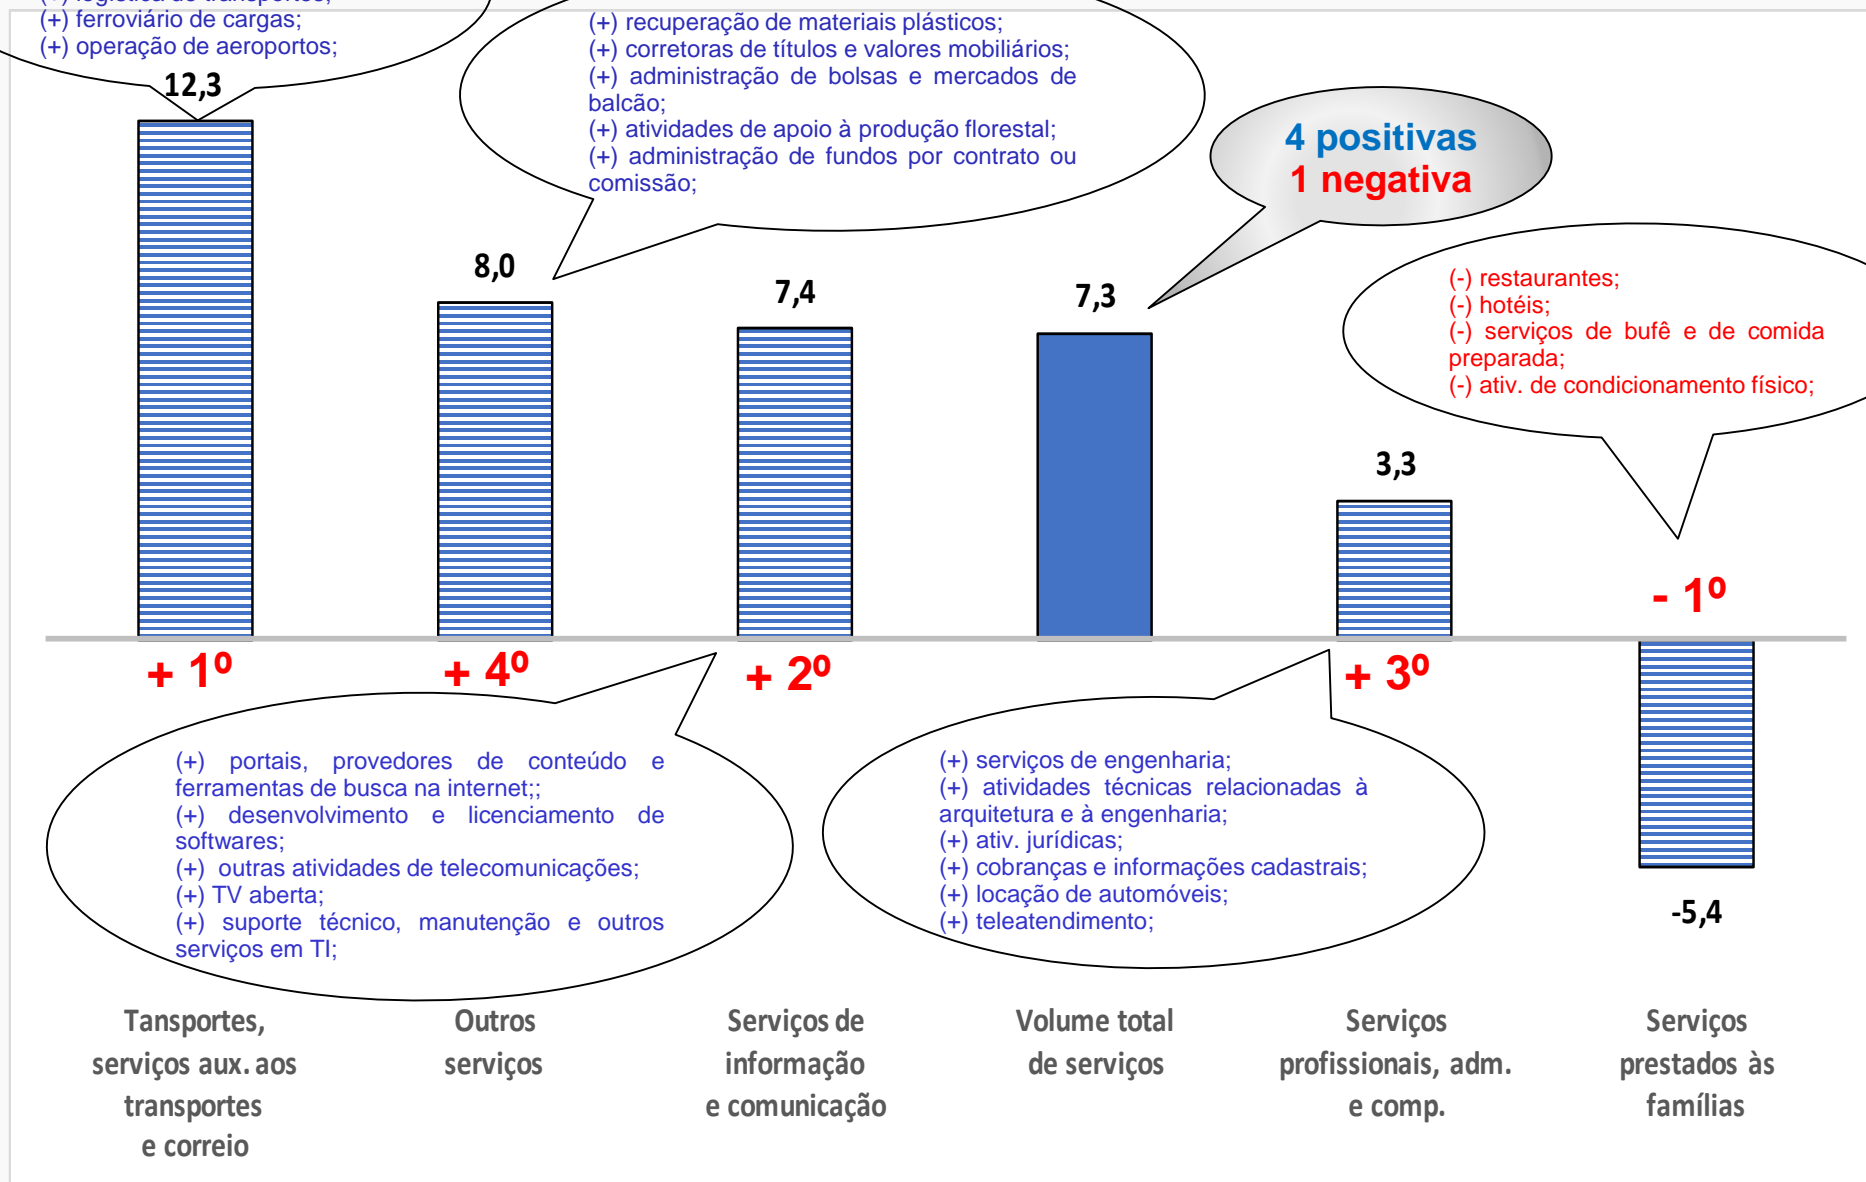 (+) logística de transportes;
(+) ferroviário de cargas;
(+) operação de aeroportos;
12,3
(+) recuperação de materiais plásticos;
(+) corretoras de títulos e valores mobiliários;
(+) administração de bolsas e mercados de
balcão;
(+) atividades de apoio à produção florestal;
(+) administração de fundos por contrato ou
comissão;
8,0
7,4
4 positivas
1 negativa
7,3
(-) restaurantes;
(-) hotéis;
(-) serviços de bufê e de comida
preparada;
(-) ativ. de condicionamento físico;
3,3
- 1º
+ 1º
+ 4º
+ 2º
+ 3º
(+) portais, provedores de conteúdo e
ferramentas de busca na internet;;
(+) desenvolvimento e licenciamento de
softwares;
(+) outras atividades de telecomunicações;
(+) TV aberta;
(+) suporte técnico, manutenção e outros
serviços em TI;
(+) serviços de engenharia;
(+) atividades técnicas relacionadas à
arquitetura e à engenharia;
(+) ativ. jurídicas;
(+) cobranças e informações cadastrais;
(+) locação de automóveis;
(+) teleatendimento;
-5,4
Tansportes,
serviços aux. aos
transportes
e correio
Outros
serviços
Serviços de
informação
e comunicação
Volume total
de serviços
Serviços
profissionais, adm.
e comp.
Serviços
prestados às
famílias